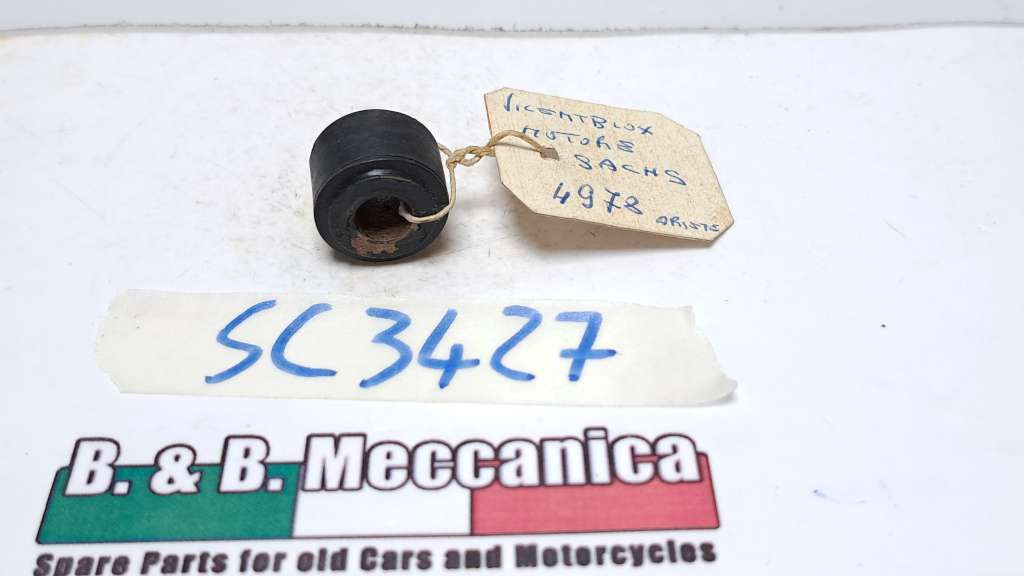 VICENTBLOX
MOTORE
SACHS
4978
SC3427
B. & B. Meccanica
Spare Parts for old Cars and Motorcycles